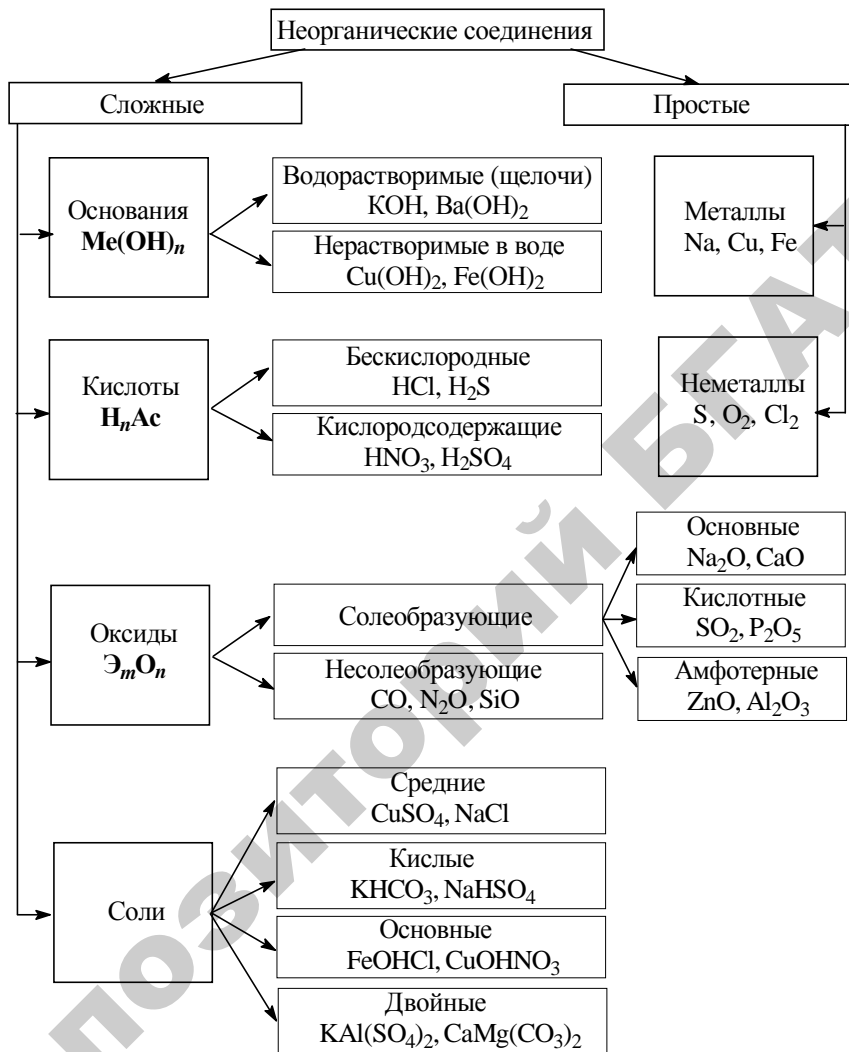 Неорганические соединения
Сложные
Простые
Основания
Me(OH)ₙ
Водорастворимые (щелочи)
KOH, Ba(OH)₂
Нерастворимые в воде
Cu(OH)₂, Fe(OH)₂
Металлы
Na, Cu, Fe
Кислоты
HₙAc
Бескислородные
HCl, H₂S
Кислородсодержащие
HNO₃, H₂SO₄
Неметаллы
S, O₂, Cl₂
Оксиды
ЭₘOₙ
Солеобразующие
Несолеобразующие
CO, N₂O, SiO
Основные
Na₂O, CaO
Кислотные
SO₂, P₂O₅
Амфотерные
ZnO, Al₂O₃
Соли
Средние
CuSO₄, NaCl
Кислые
KHCO₃, NaHSO₄
Основные
FeOHCl, CuOHNO₃
Двойные
KAl(SO₄)₂, CaMg(CO₃)₂
позиторий БГАТ